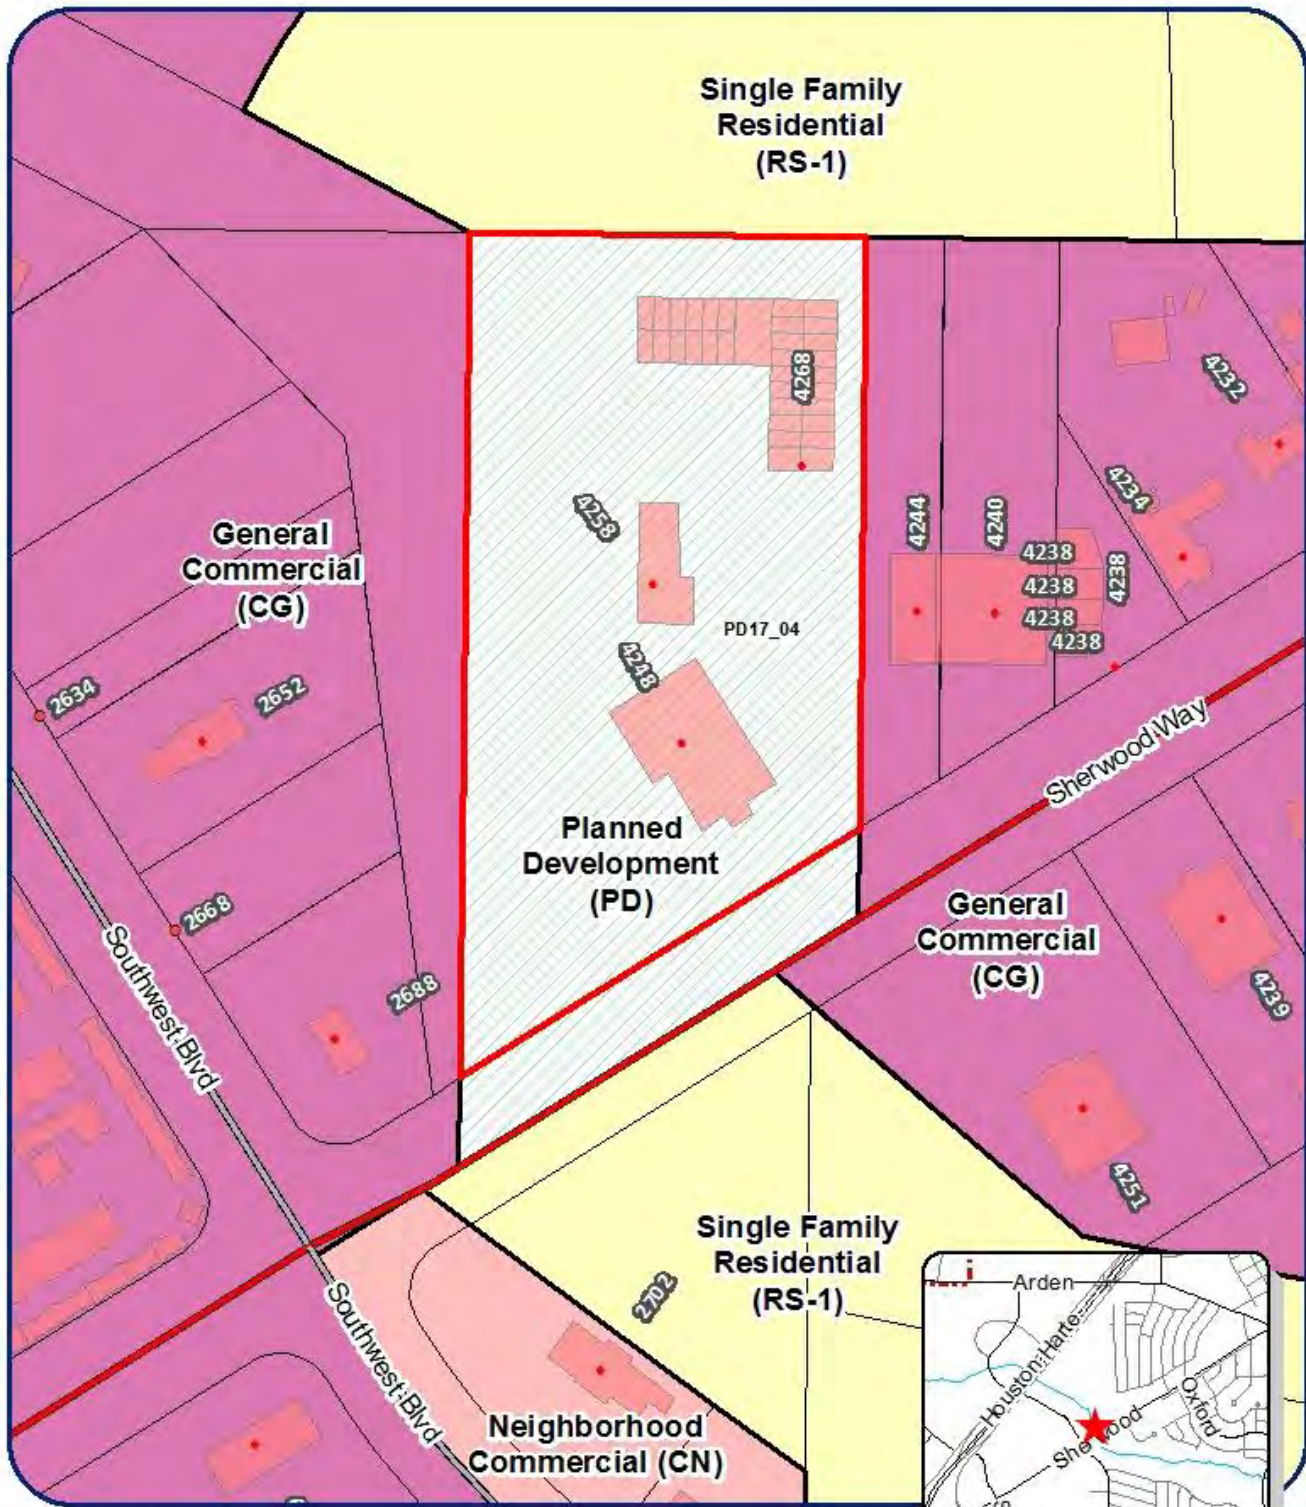 Single Family
Residential
(RS-1)
4268
4232
4258
4244
4240
4234
4238
4238
4238
4238
4238
General
Commercial
(CG)
PD17_04
4248
2634
2652
Sherwood Way
Planned
Development
(PD)
2668
General
Commercial
(CG)
Southwest Blvd
2688
4239
4251
Single Family
Residential
(RS-1)
2702
Southwest Blvd
Neighborhood
Commercial (CN)
Arden
Houston Harte
Oxford
Sherwood